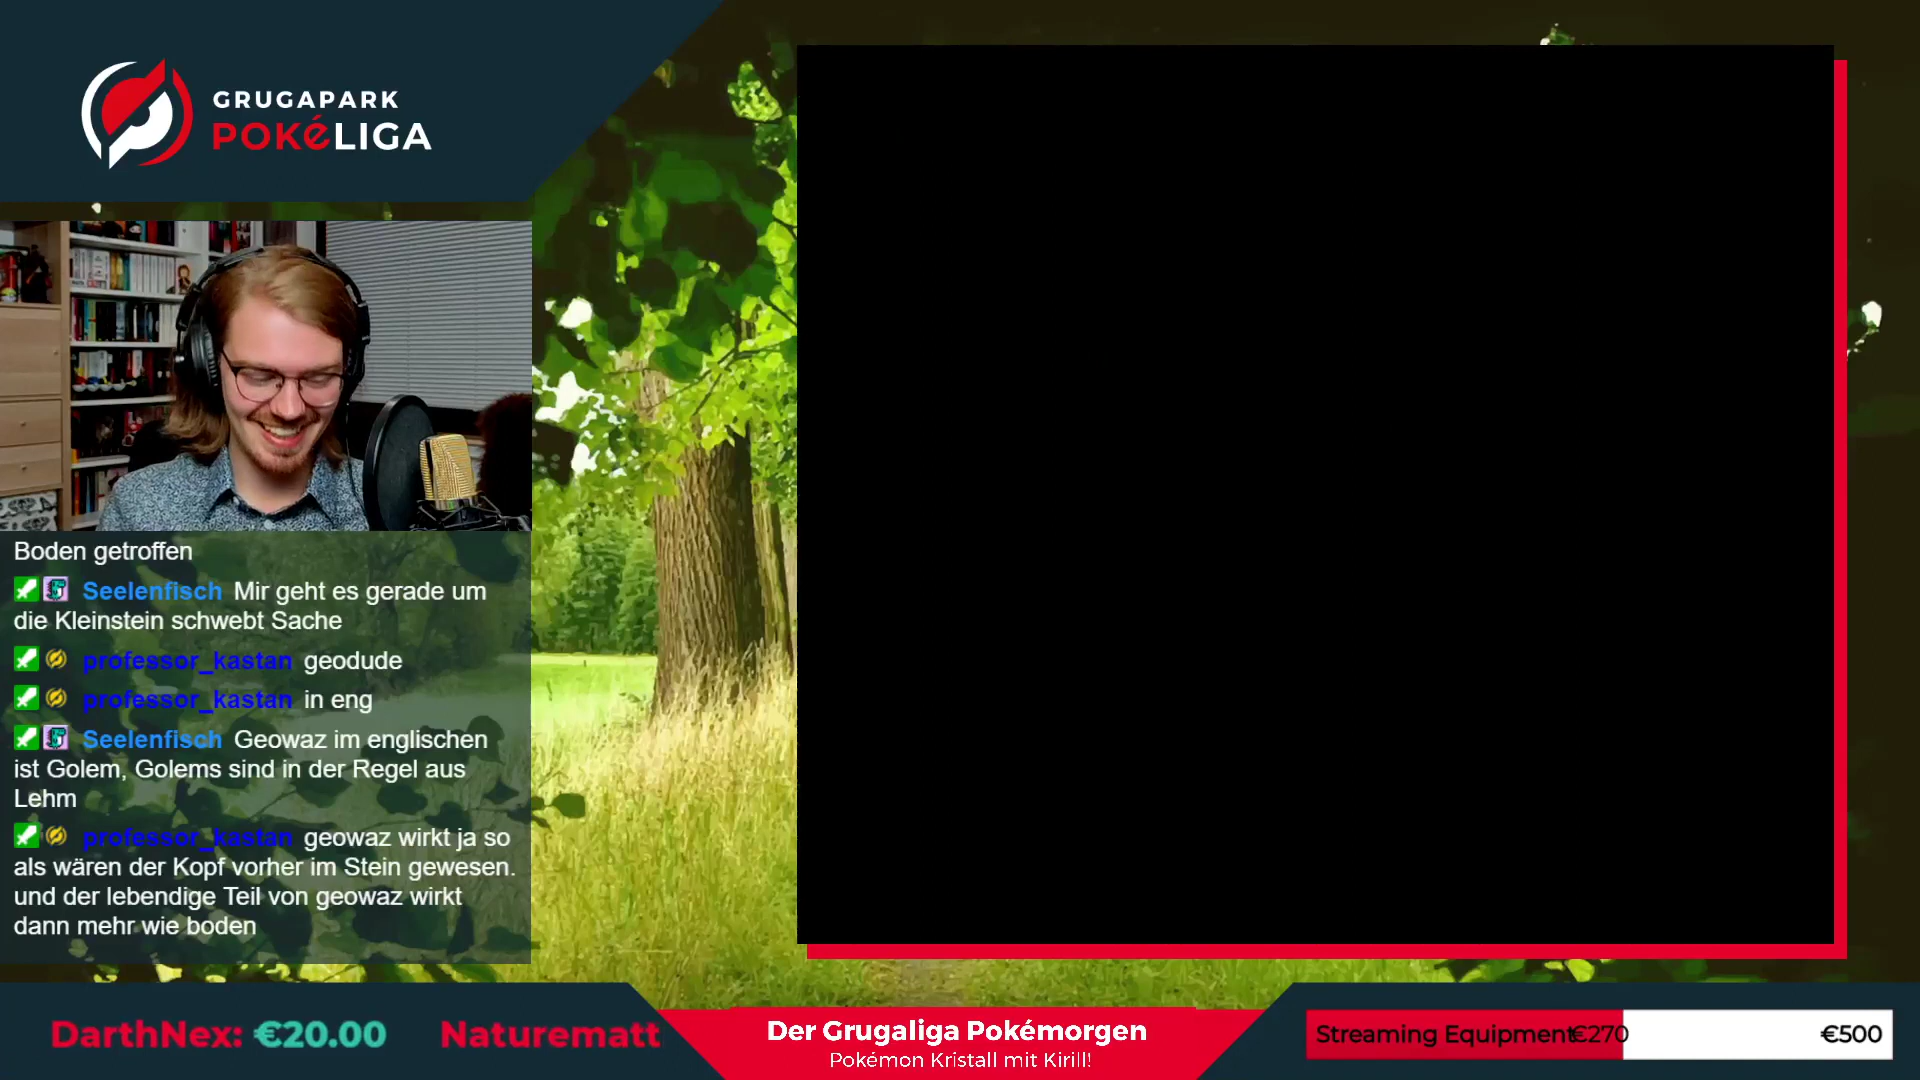 GRUGAPARK
POKéLIGA
Boden getroffen
Seelenfisch Mir geht es gerade um
die Kleinstein schwebt Sache
professor_kastan geodude
professor_kastan in eng
Seelenfisch Geowaz im englischen
ist Golem, Golems sind in der Regel aus
Lehm
professor_kastan geowaz wirkt ja so
als wären der Kopf vorher im Stein gewesen.
und der lebendige Teil von geowaz wirkt
dann mehr wie boden
DarthNex: €20.00 Naturematt
Der Grugaliga Pokémorgen
Pokémon Kristall mit Kirill!
Streaming Equipment €270 €500